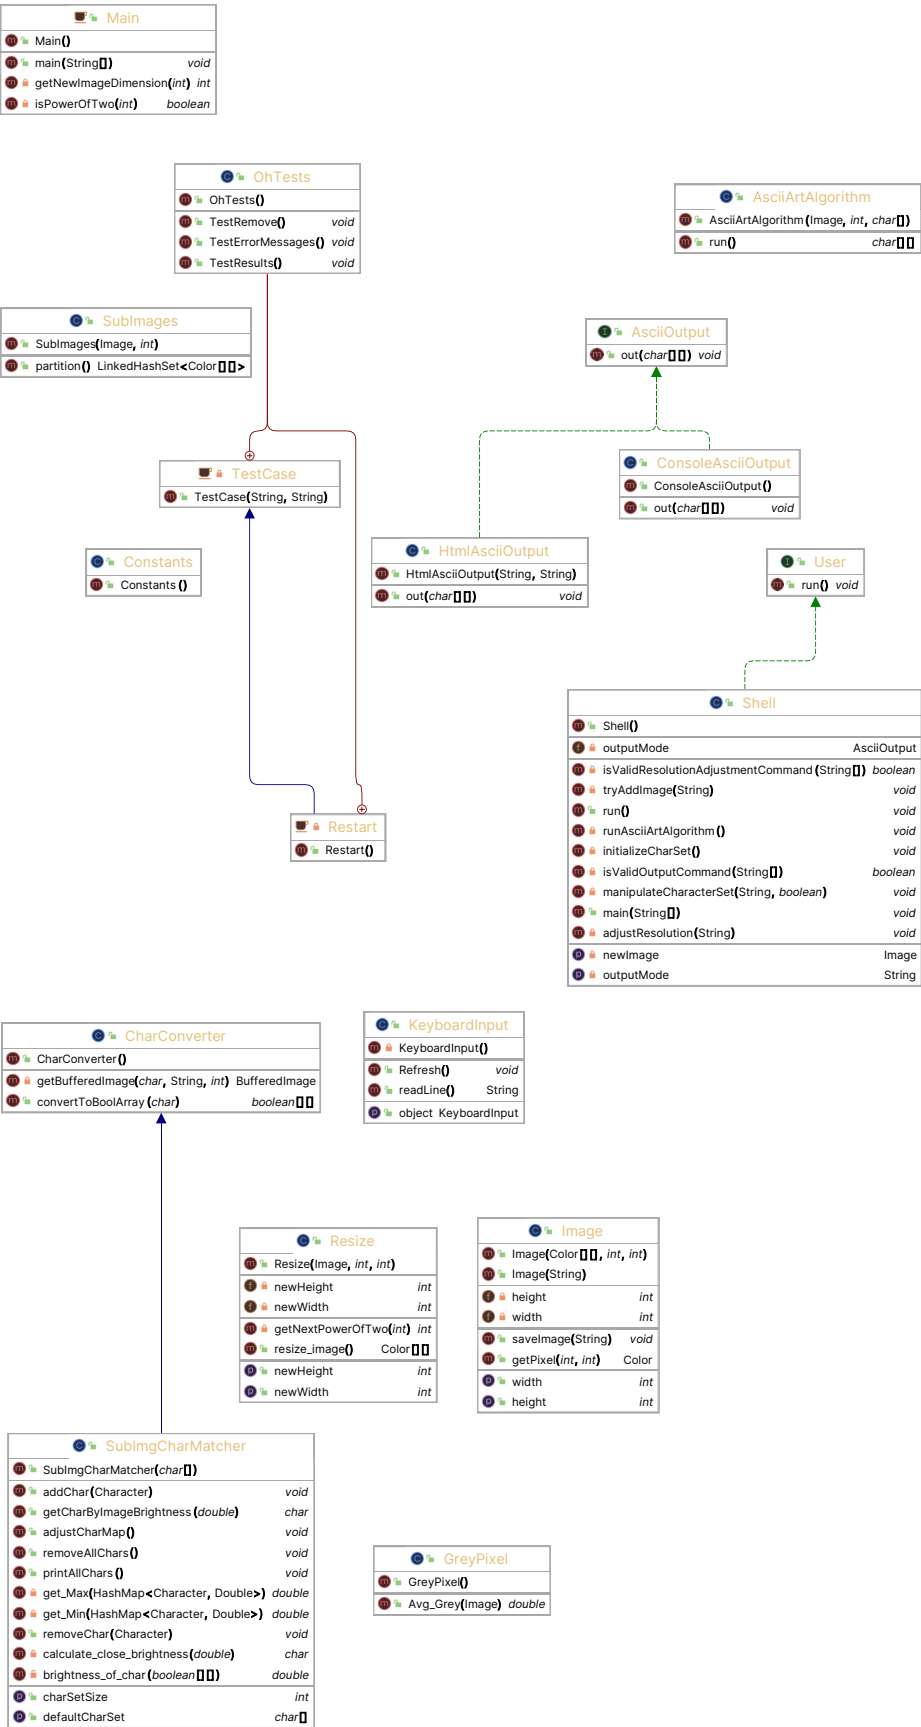 Main
Main()
main(String[]) void
getNewImageDimension(int) int
isPowerOfTwo(int) boolean
OhTests
OhTests()
TestRemove() void
TestErrorMessages() void
TestResults() void
AsciiArtAlgorithm
AsciiArtAlgorithm(Image, int, char[])
run() char[][]
SubImages
SubImages(Image, int)
partition() LinkedHashSet<Color[][]>
AsciiOutput
out(char[][]) void
ConsoleAsciiOutput
ConsoleAsciiOutput()
out(char[][]) void
TestCase
TestCase(String, String)
Constants
Constants()
HtmlAsciiOutput
HtmlAsciiOutput(String, String)
out(char[][]) void
User
run() void
Shell
Shell()
outputMode AsciiOutput
isValidResolutionAdjustmentCommand(String[]) boolean
tryAddImage(String) void
run() void
runAsciiArtAlgorithm() void
initializeCharSet() void
isValidOutputCommand(String[]) boolean
manipulateCharacterSet(String, boolean) void
main(String[]) void
adjustResolution(String) void
newImage Image
outputMode String
Restart
Restart()
CharConverter
CharConverter()
getBufferedImage(char, String, int) BufferedImage
convertToBoolArray(char) boolean[][]
KeyboardInput
KeyboardInput()
Refresh() void
readLine() String
object KeyboardInput
Resize
Resize(Image, int, int)
newHeight int
newWidth int
getNextPowerOfTwo(int) int
resize_image() Color[][]
newHeight int
newWidth int
Image
Image(Color[][], int, int)
Image(String)
height int
width int
saveImage(String) void
getPixel(int, int) Color
width int
height int
SubImgCharMatcher
SubImgCharMatcher(char[])
addChar(Character) void
getCharByImageBrightness(double) char
adjustCharMap() void
removeAllChars() void
printAllChars() void
get_Max(HashMap<Character, Double>) double
get_Min(HashMap<Character, Double>) double
removeChar(Character) void
calculate_close_brightness(double) char
brightness_of_char(boolean[][]) double
charSetSize int
defaultCharSet char[]
GreyPixel
GreyPixel()
Avg_Grey(Image) double